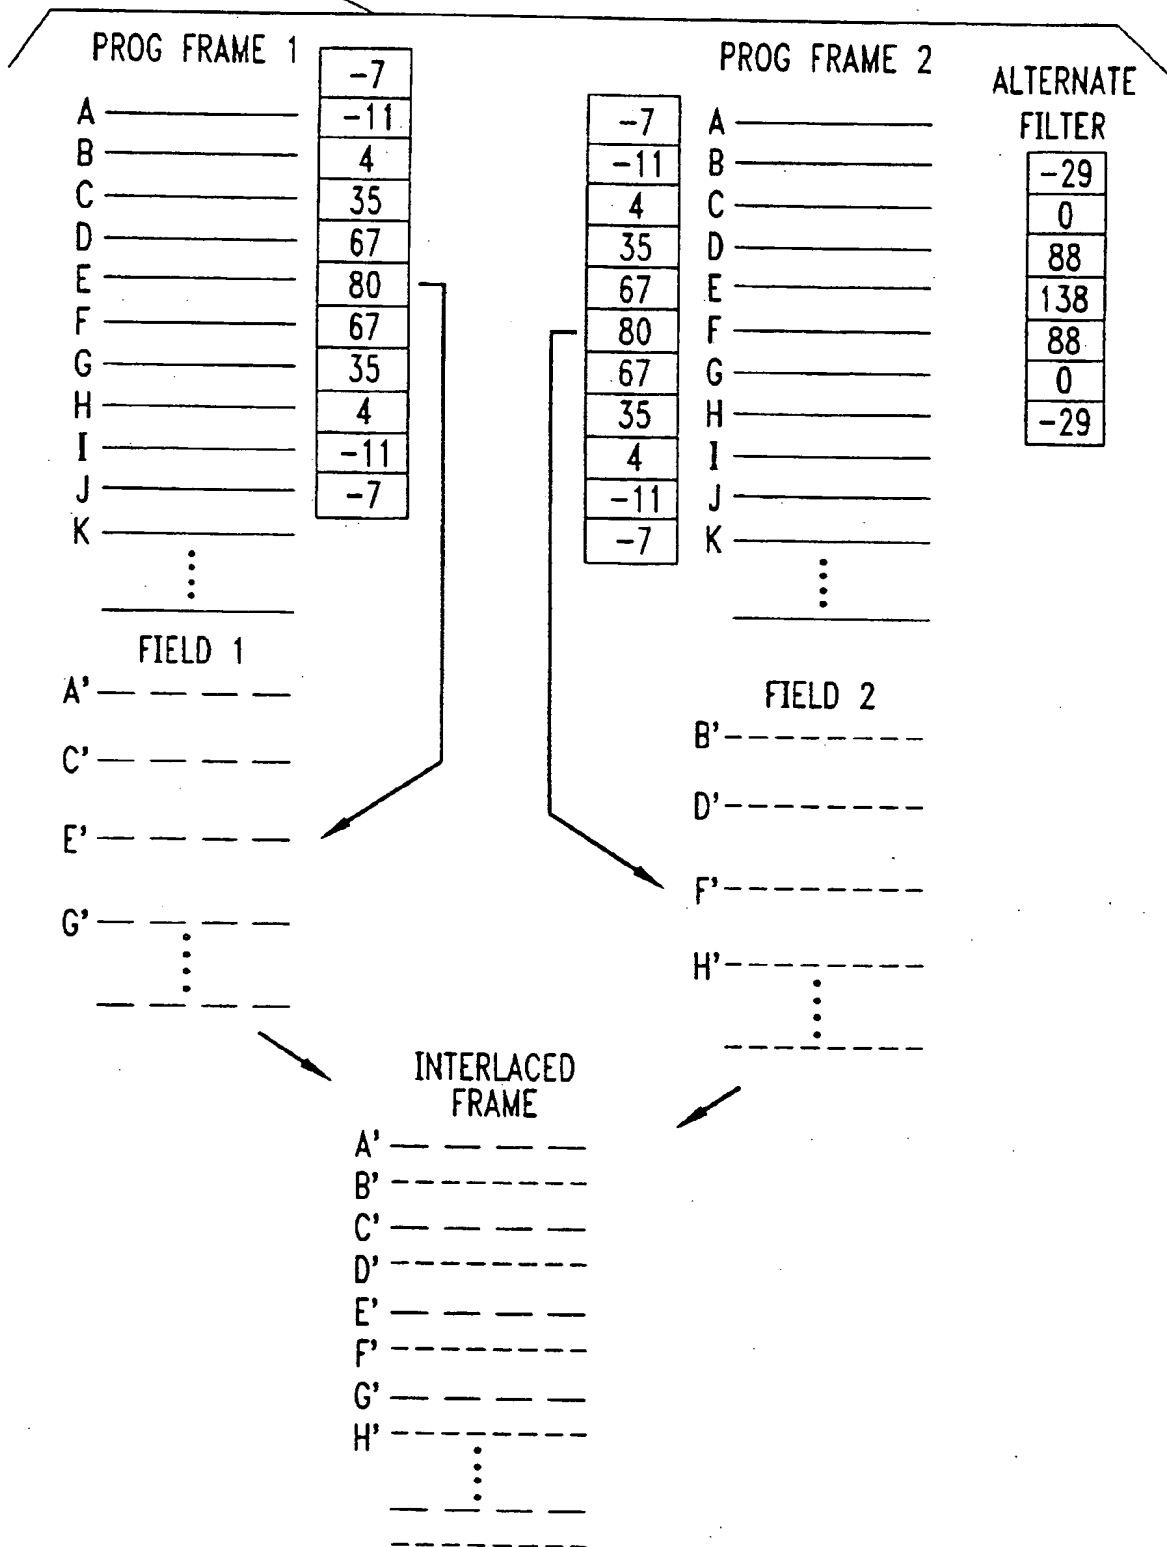 PROG FRAME 1
-7
-11
4
35
67
80
67
35
4
-11
-7
A
B
C
D
E
F
G
H
I
J
K
PROG FRAME 2
-7
-11
4
35
67
80
67
35
4
-11
-7
A
B
C
D
E
F
G
H
I
J
K
ALTERNATE
FILTER
-29
0
88
138
88
0
-29
FIELD 1
A'
C'
E'
G'
FIELD 2
B'
D'
F'
H'
INTERLACED
FRAME
A'
B'
C'
D'
E'
F'
G'
H'